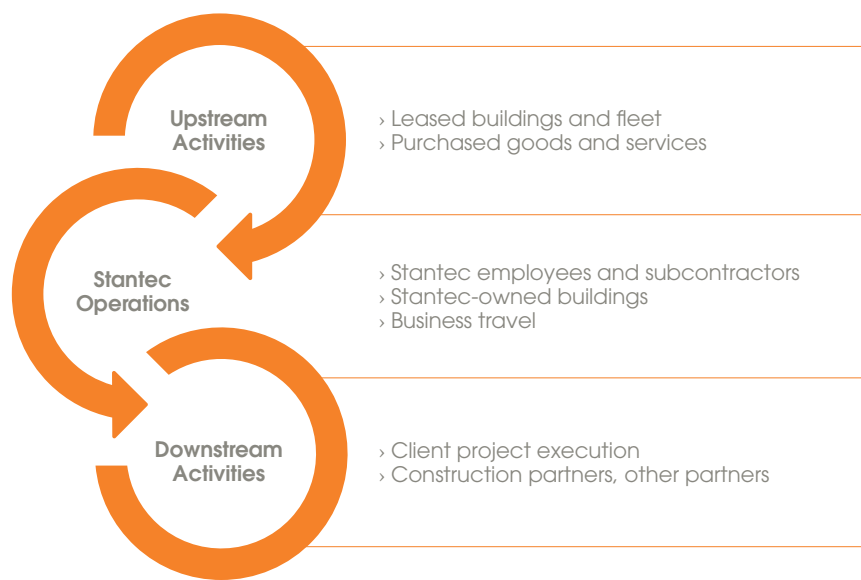 Upstream
Activities
› Leased buildings and fleet
› Purchased goods and services
Stantec
Operations
› Stantec employees and subcontractors
› Stantec-owned buildings
› Business travel
Downstream
Activities
› Client project execution
› Construction partners, other partners